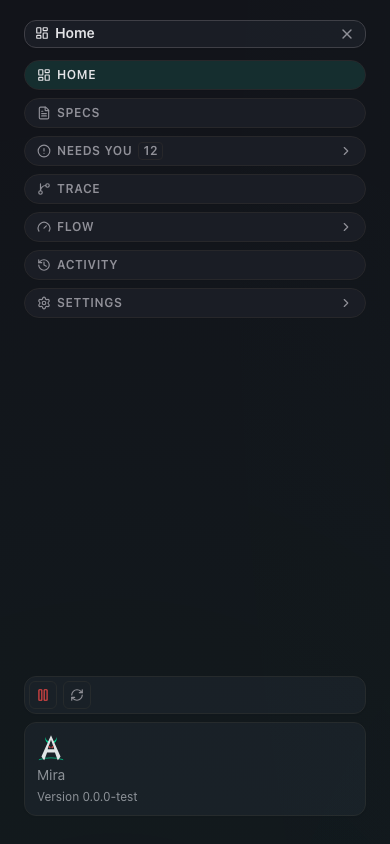 Home
HOME
SPECS
NEEDS YOU 12
TRACE
FLOW
ACTIVITY
SETTINGS
Mira
Version 0.0.0-test